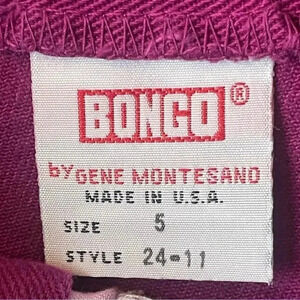 BONGO®
by GENE MONTESANO
MADE IN U.S.A.
SIZE 5
STYLE 24-11